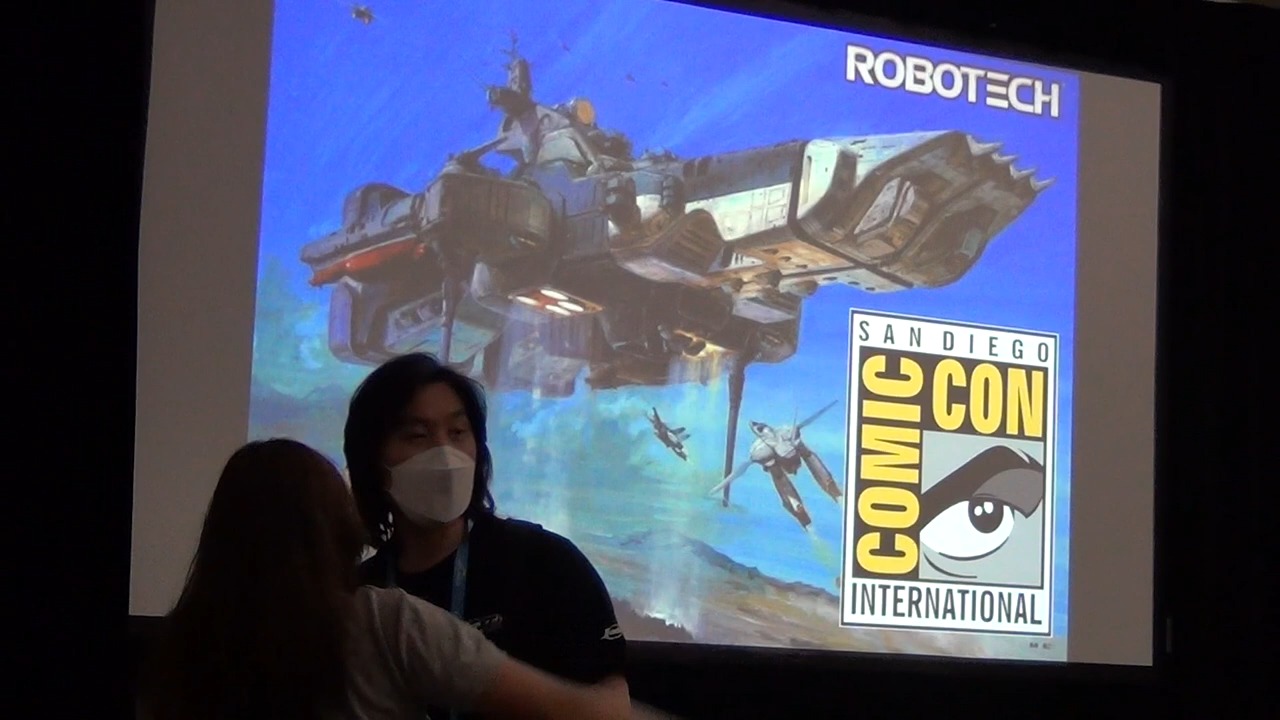 ROBOTECH
SAN DIEGO
COMIC
CON
INTERNATIONAL